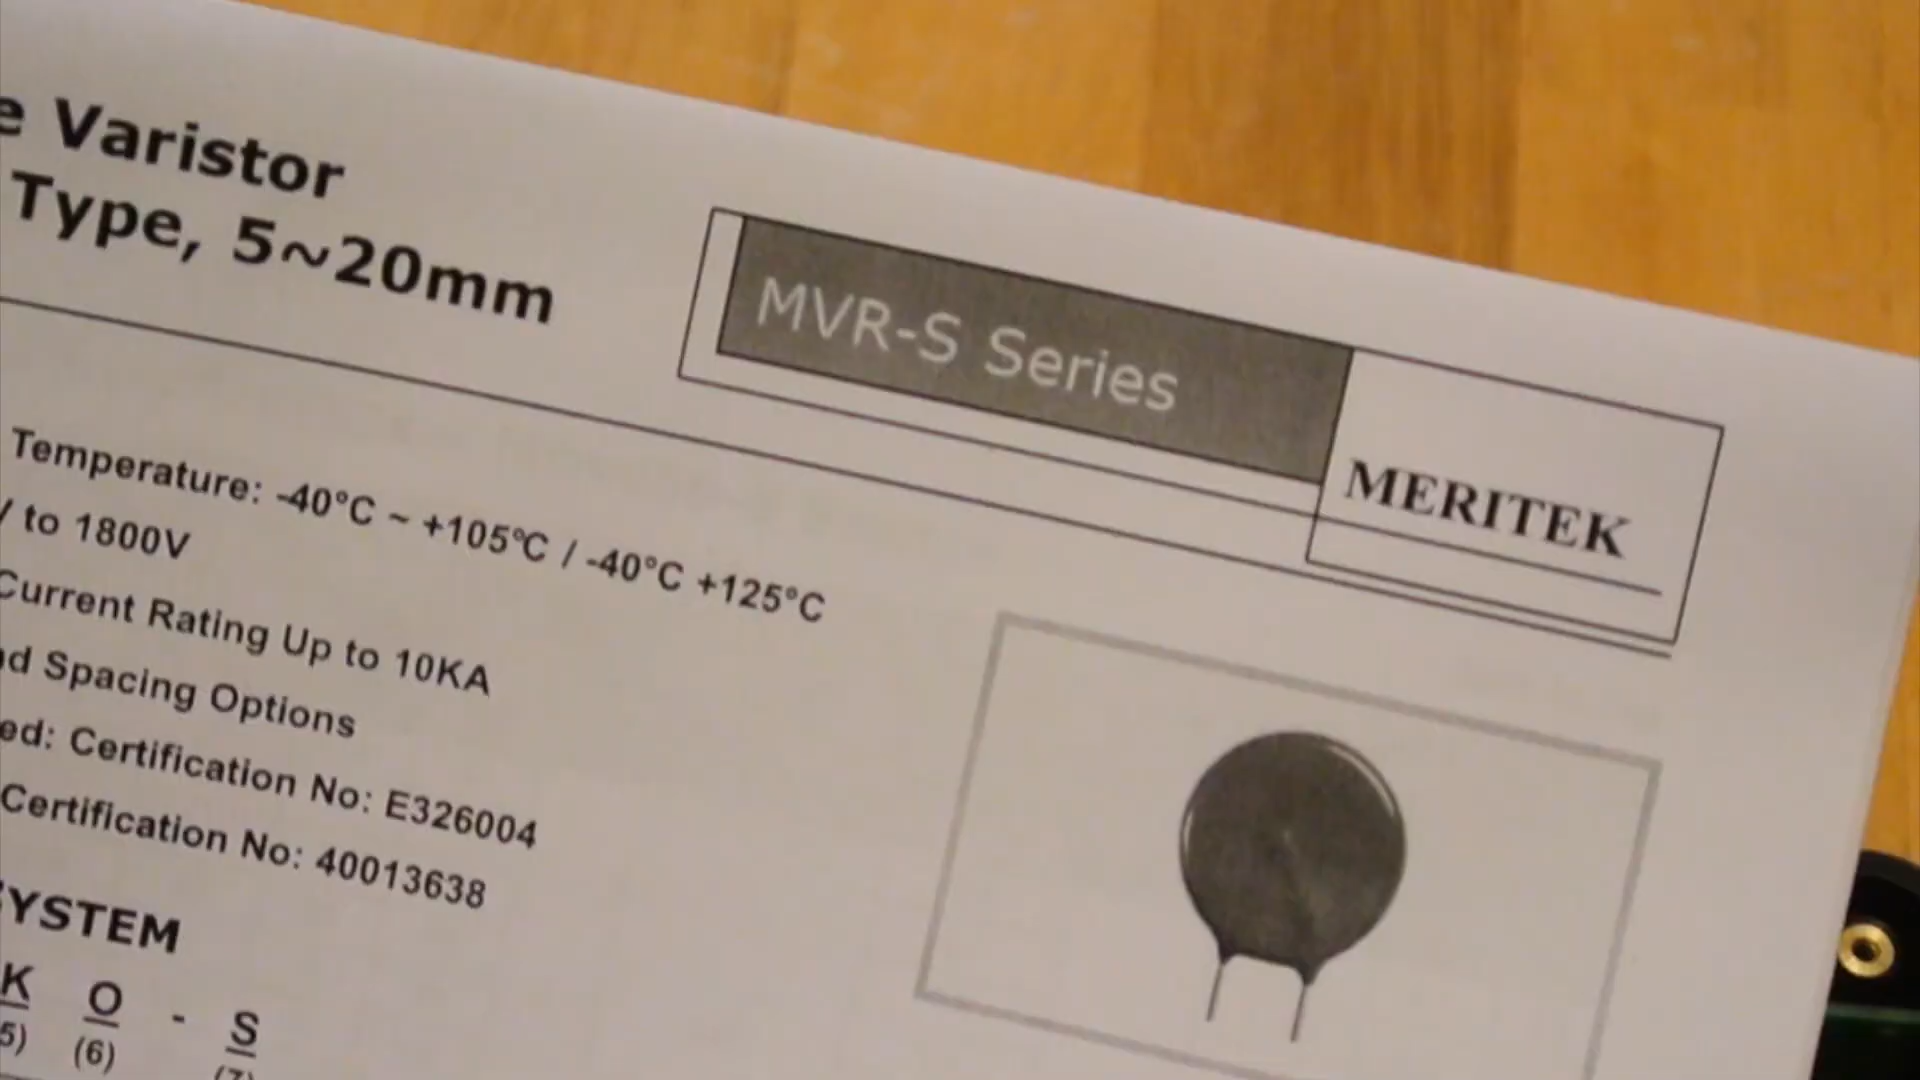 e Varistor
Type, 5~20mm
MVR-S Series
MERITEK
Temperature: -40°C ~ +105℃ / -40°C +125°C
to 1800V
Current Rating Up to 10KA
Spacing Options
ed: Certification No: E326004
Certification No: 40013638
YSTEM
K O - S
5) (6)